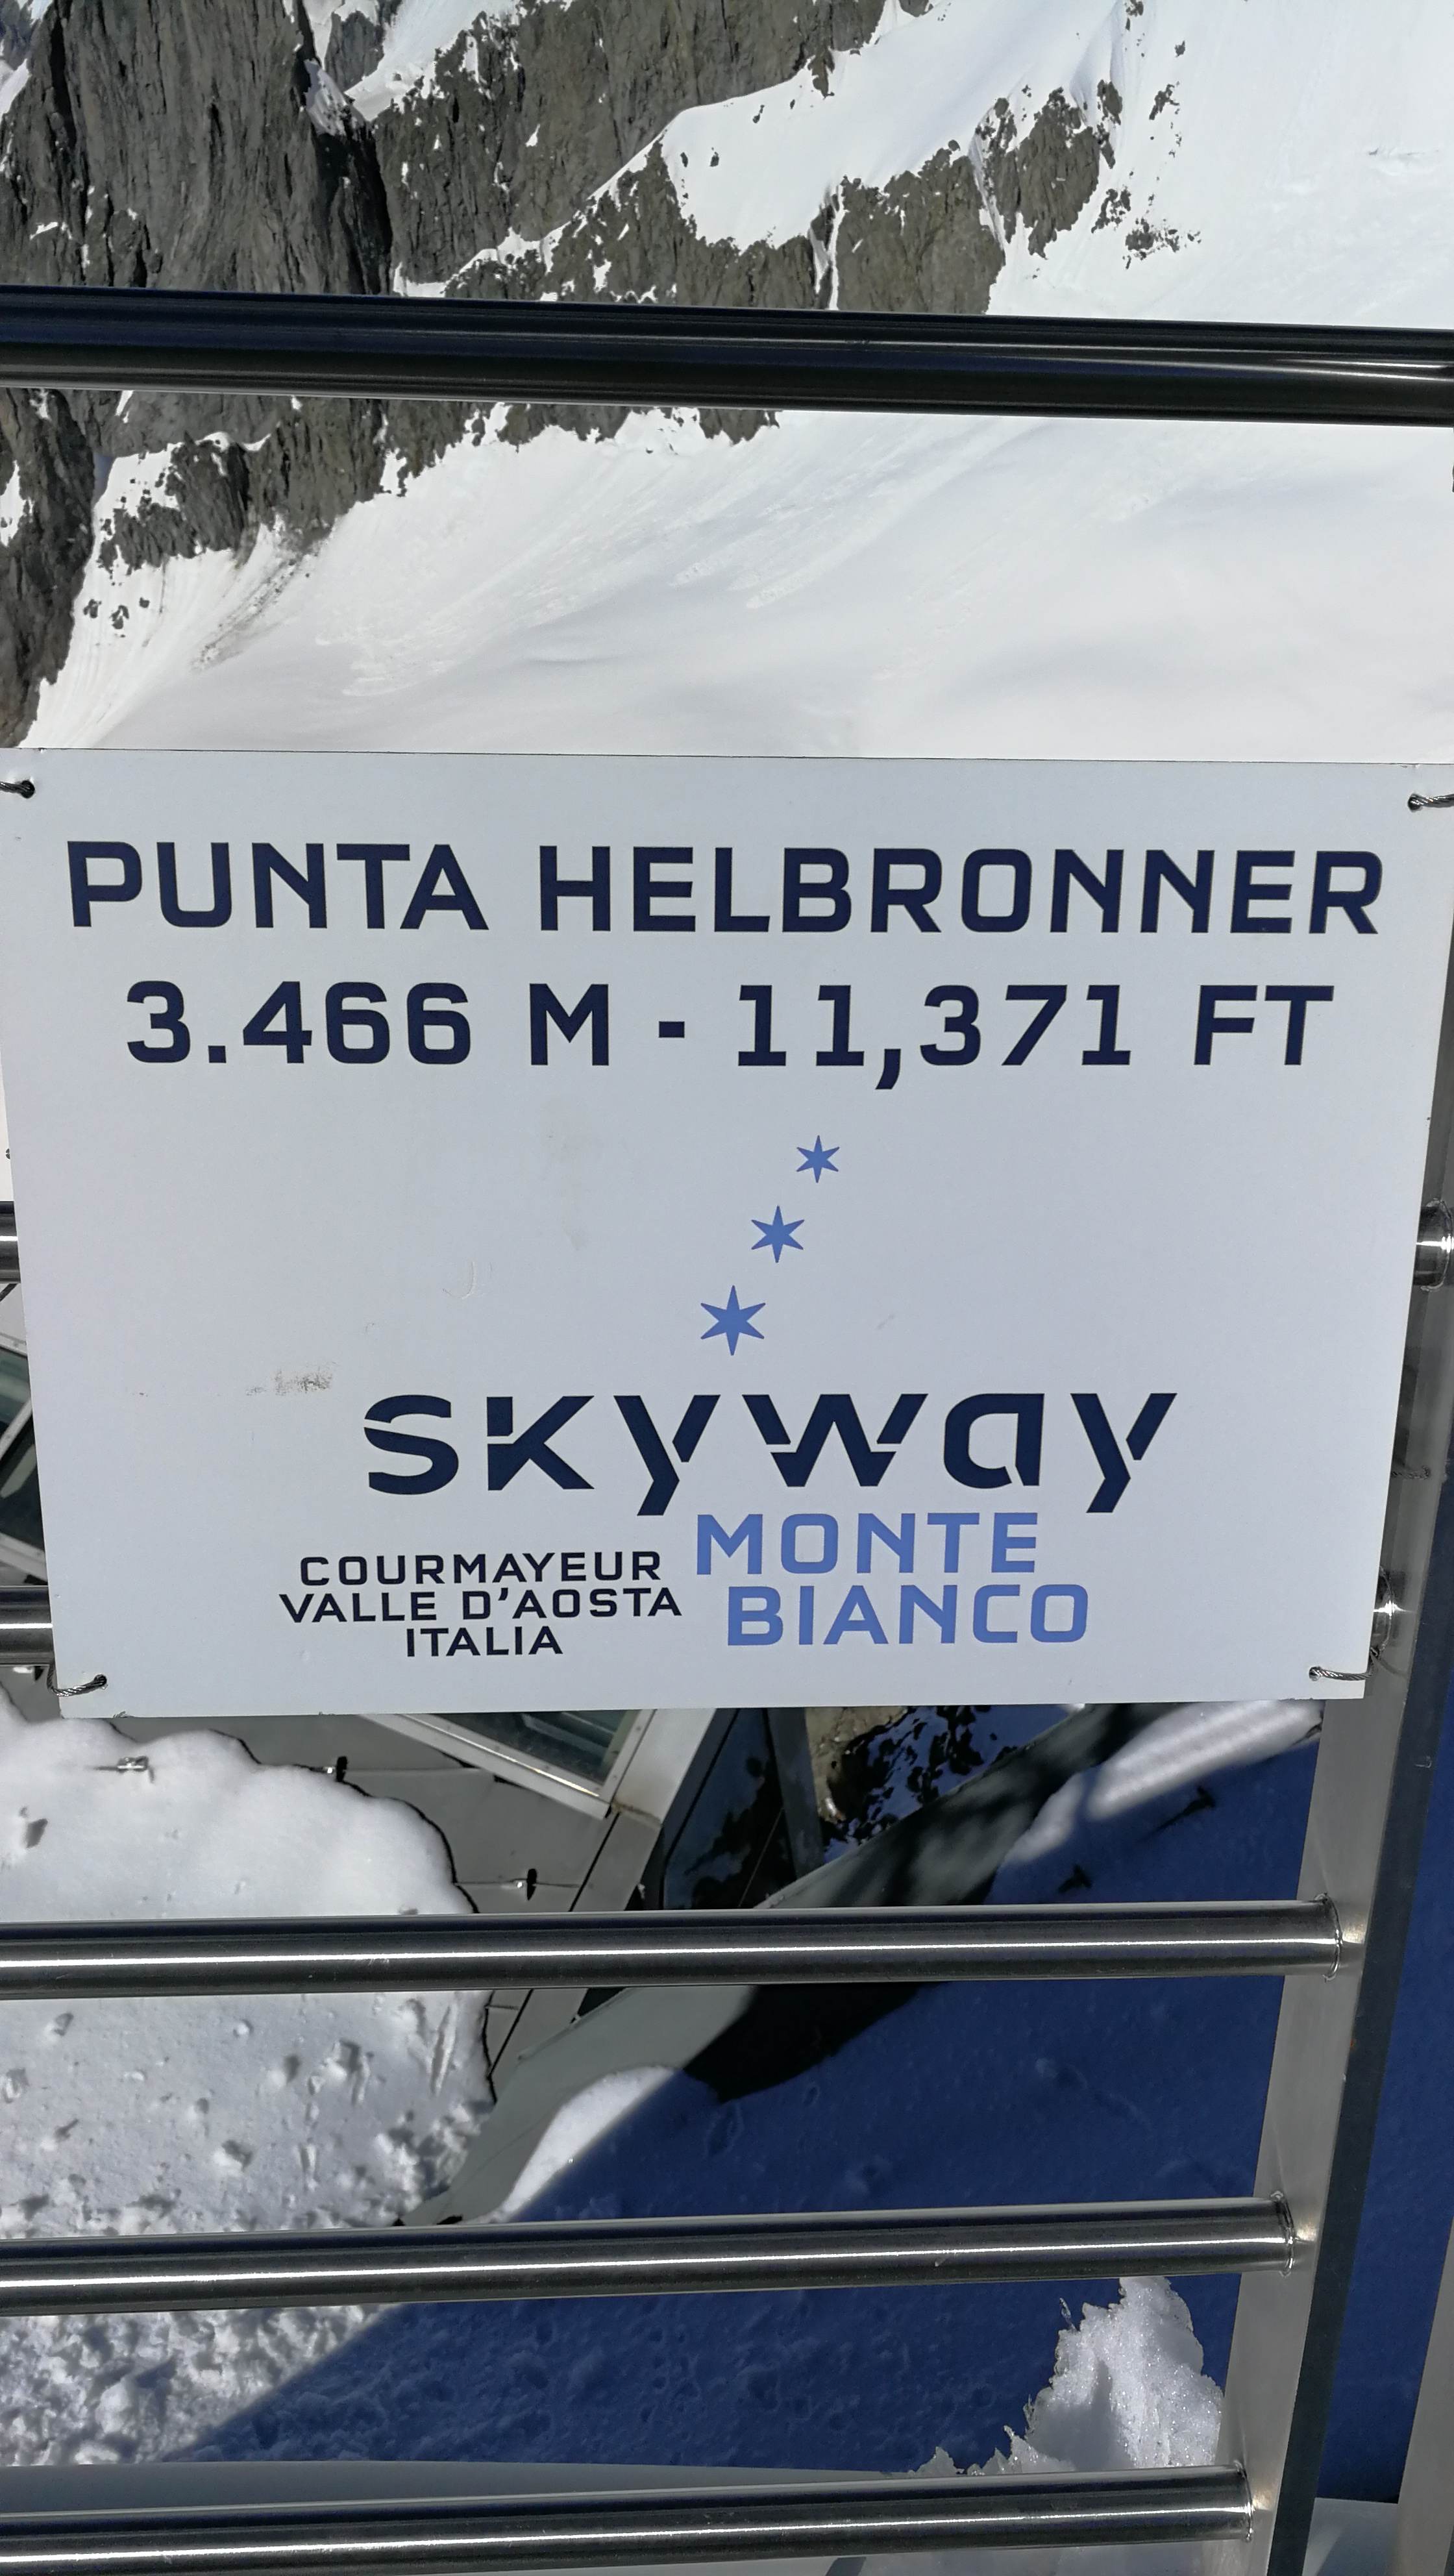 PUNTA HELBRONNER
3.466 M - 11,371 FT
skyway
MONTE
BIANCO
COURMAYEUR
VALLE D'AOSTA
ITALIA